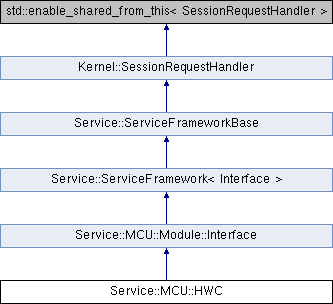 std::enable_shared_from_this< SessionRequestHandler >
Kernel::SessionRequestHandler
Service::ServiceFrameworkBase
Service::ServiceFramework< Interface >
Service::MCU::Module::Interface
Service::MCU::HWC